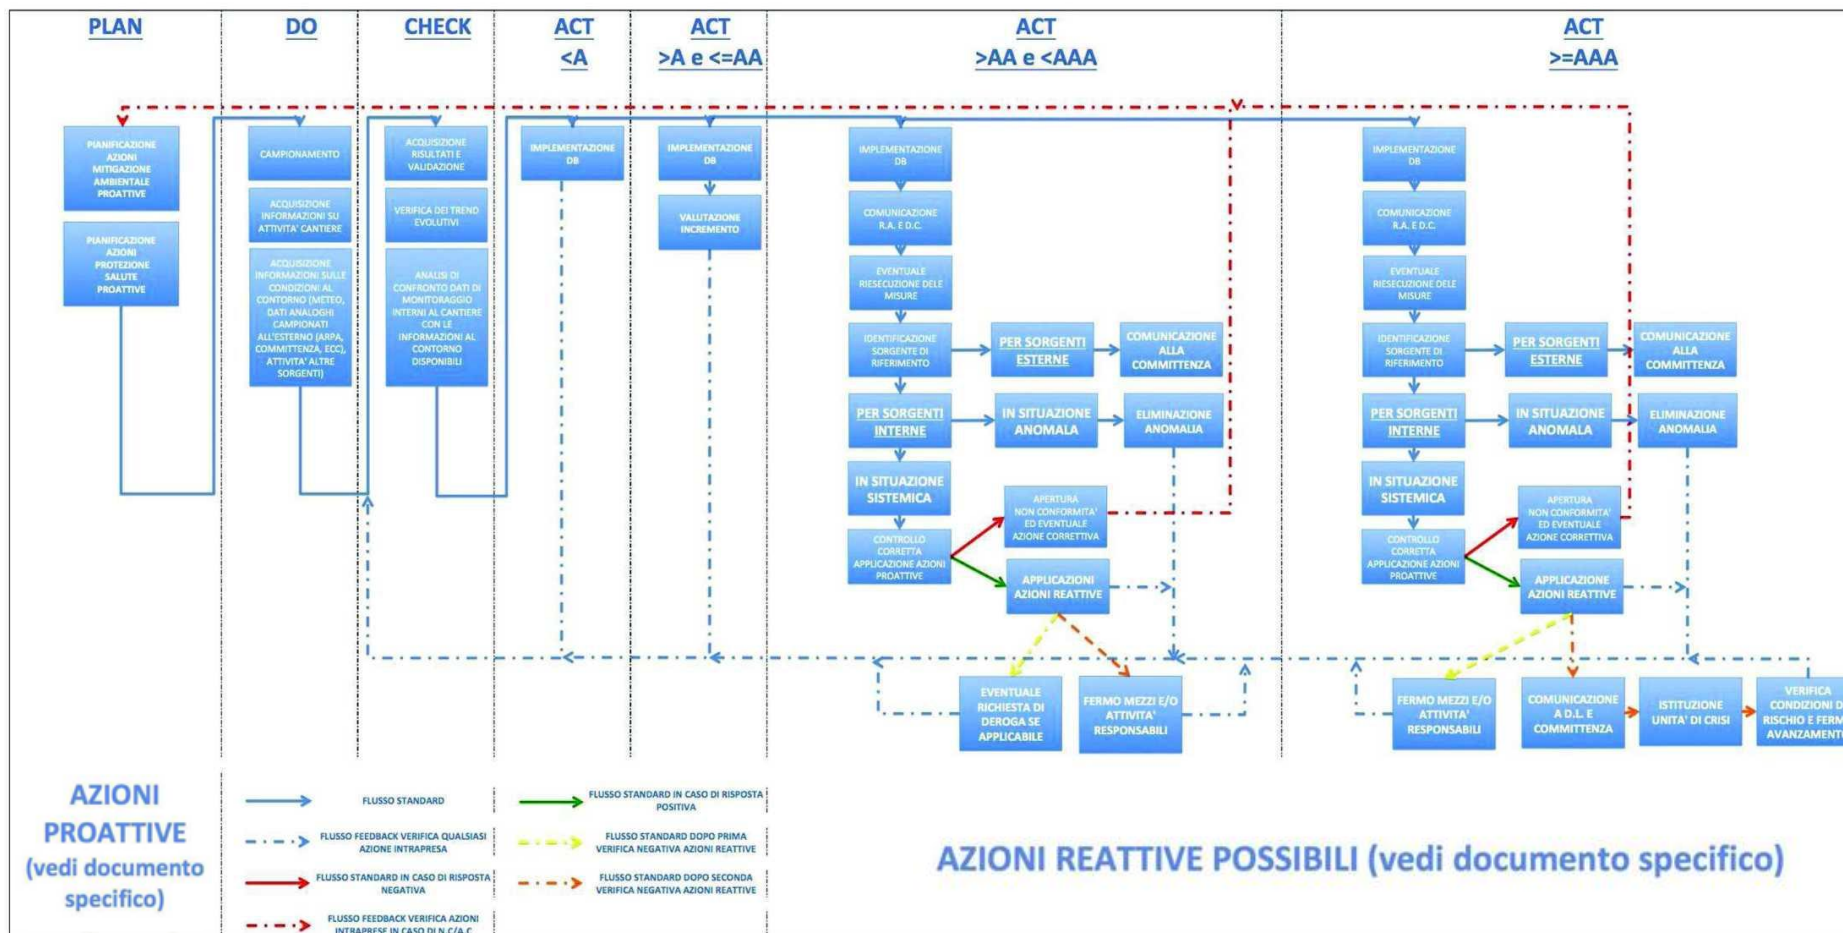 PLAN
DO
CHECK
ACT
<A
ACT
>A e <=AA
ACT
>AA e <AAA
ACT
>=AAA
PIANIFICAZIONE
AZIONI
MITIGAZIONE
AMBIENTALE
PROATTIVE
PIANIFICAZIONE
AZIONI
PROTEZIONE
SALUTE
PROATTIVE
CAMPIONAMENTO
ACQUISIZIONE
INFORMAZIONI SU
ATTIVITA' CANTIERE
ACQUISIZIONE
INFORMAZIONI SULLE
CONDIZIONI AL
CONTORNO (METEO,
DATI ANALOGHI
CAMPIONATI
ALL'ESTERNO (ARPA,
COMMITTENZA, ECC),
ATTIVITA' ALTRE
SORGENTI)
ACQUISIZIONE
RISULTATI E
VALIDAZIONE
VERIFICA DEI TREND
EVOLUTIVI
ANALISI DI
CONFRONTO DATI DI
MONITORAGGIO
INTERNI AL CANTIERE
CON LE
INFORMAZIONI AL
CONTORNO
DISPONIBILI
IMPLEMENTAZIONE
DB
IMPLEMENTAZIONE
DB
VALUTAZIONE
INCREMENTO
IMPLEMENTAZIONE
DB
COMUNICAZIONE
R.A. E D.C.
EVENTUALE
RIESECUZIONE DELE
MISURE
IDENTIFICAZIONE
SORGENTE DI
RIFERIMENTO
PER SORGENTI
ESTERNE
COMUNICAZIONE
ALLA
COMMITTENZA
PER SORGENTI
INTERNE
IN SITUAZIONE
ANOMALA
ELIMINAZIONE
ANOMALIA
IN SITUAZIONE
SISTEMICA
APERTURA
NON CONFORMITA'
ED EVENTUALE
AZIONE CORRETTIVA
CONTROLLO
CORRETTA
APPLICAZIONE AZIONI
PROATTIVE
APPLICAZIONI
AZIONI REATTIVE
EVENTUALE
RICHIESTA DI
DEROGA SE
APPLICABILE
FERMO MEZZI E/O
ATTIVITA'
RESPONSABILI
IMPLEMENTAZIONE
DB
COMUNICAZIONE
R.A. E D.C.
EVENTUALE
RIESECUZIONE DELE
MISURE
IDENTIFICAZIONE
SORGENTE DI
RIFERIMENTO
PER SORGENTI
ESTERNE
COMUNICAZIONE
ALLA
COMMITTENZA
PER SORGENTI
INTERNE
IN SITUAZIONE
ANOMALA
ELIMINAZIONE
ANOMALIA
IN SITUAZIONE
SISTEMICA
APERTURA
NON CONFORMITA'
ED EVENTUALE
AZIONE CORRETTIVA
CONTROLLO
CORRETTA
APPLICAZIONE AZIONI
PROATTIVE
APPLICAZIONE
AZIONI REATTIVE
FERMO MEZZI E/O
ATTIVITA'
RESPONSABILI
COMUNICAZIONE
A D.L. E
COMMITTENZA
ISTITUZIONE
UNITA' DI CRISI
VERIFICA
CONDIZIONI
RISCHIO E
AVANZAMENTO
AZIONI
PROATTIVE
(vedi documento
specifico)
FLUSSO STANDARD
FLUSSO FEEDBACK VERIFICA QUALSIASI
AZIONE INTRAPRESA
FLUSSO STANDARD IN CASO DI RISPOSTA
NEGATIVA
FLUSSO FEEDBACK VERIFICA AZIONI
INTRAPRESE IN CASO DI N.C/A.C
FLUSSO STANDARD IN CASO DI RISPOSTA
POSITIVA
FLUSSO STANDARD DOPO PRIMA
VERIFICA NEGATIVA AZIONI REATTIVE
FLUSSO STANDARD DOPO SECONDA
VERIFICA NEGATIVA AZIONI REATTIVE
AZIONI REATTIVE POSSIBILI (vedi documento specifico)